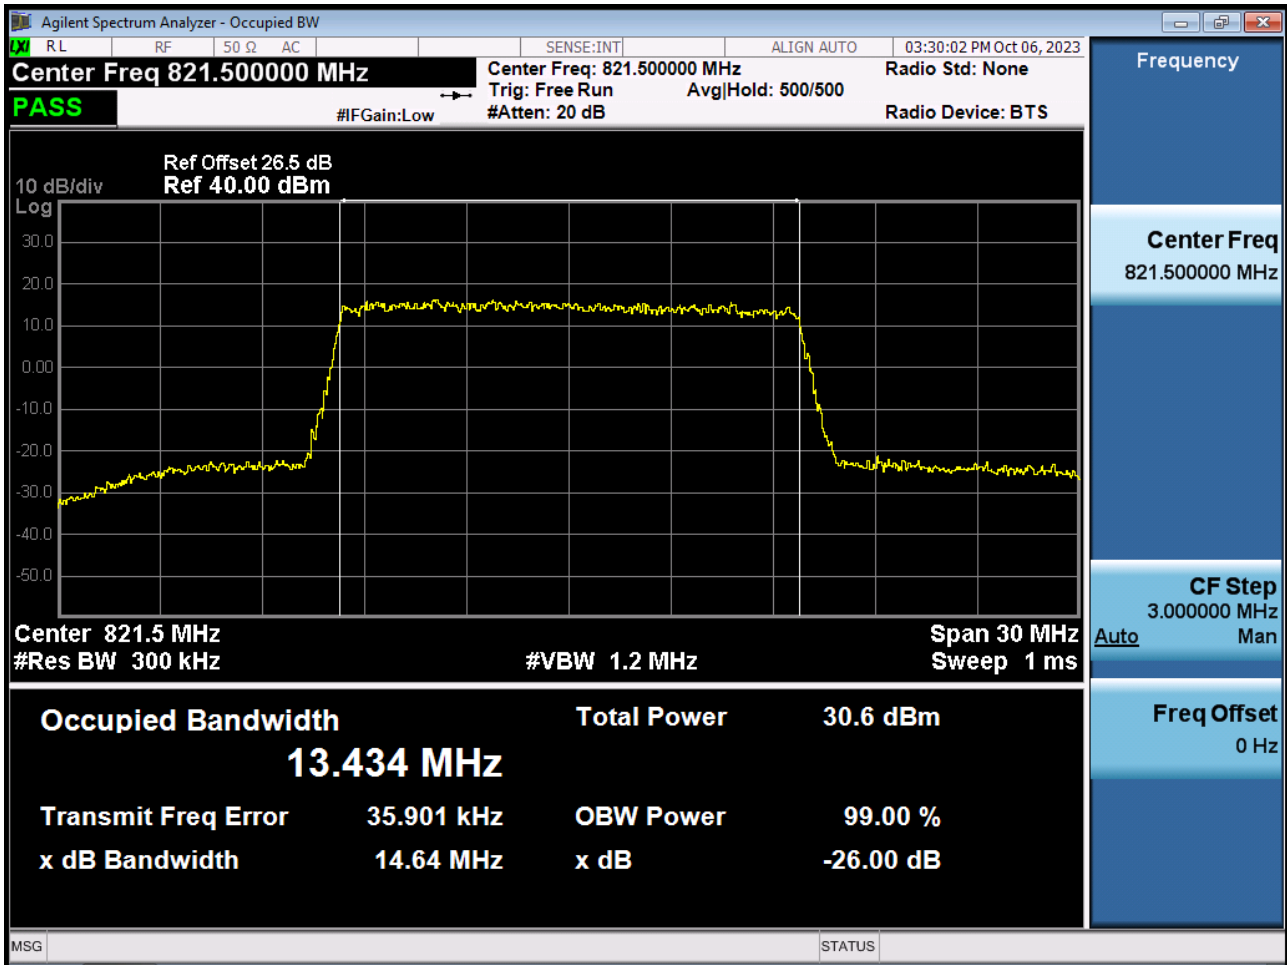 Agilent Spectrum Analyzer - Occupied BW
LXI RL RF 50 Ω AC SENSE:INT ALIGN AUTO 03:30:02 PM Oct 06, 2023
Center Freq 821.500000 MHz
Center Freq: 821.500000 MHz Radio Std: None
Trig: Free Run Avg|Hold: 500/500
PASS
#IFGain:Low #Atten: 20 dB Radio Device: BTS
Ref Offset 26.5 dB
10 dB/div Ref 40.00 dBm
Log
30.0
20.0
10.0
0.00
-10.0
-20.0
-30.0
-40.0
-50.0
Center 821.5 MHz Span 30 MHz
#Res BW 300 kHz #VBW 1.2 MHz Sweep 1 ms
Occupied Bandwidth Total Power 30.6 dBm
13.434 MHz
Transmit Freq Error 35.901 kHz OBW Power 99.00 %
x dB Bandwidth 14.64 MHz x dB -26.00 dB
MSG STATUS
Frequency
Center Freq
821.500000 MHz
CF Step
3.000000 MHz
Auto Man
Freq Offset
0 Hz